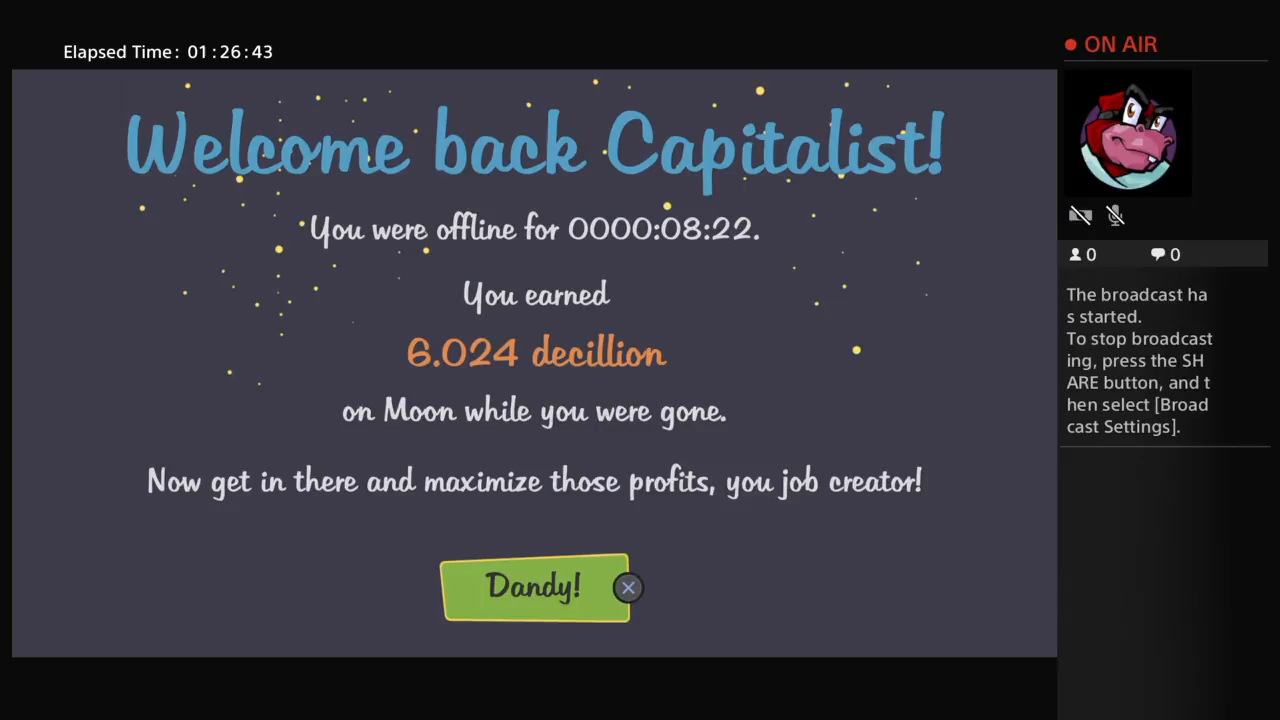 Elapsed Time: 01:26:43
ON AIR
Welcome back Capitalist!
You were offline for 0000:08:22.
You earned
6.024 decillion
on Moon while you were gone.
Now get in there and maximize those profits, you job creator!
Dandy!
0 0
The broadcast ha
s started.
To stop broadcast
ing, press the SH
ARE button, and t
hen select [Broad
cast Settings].